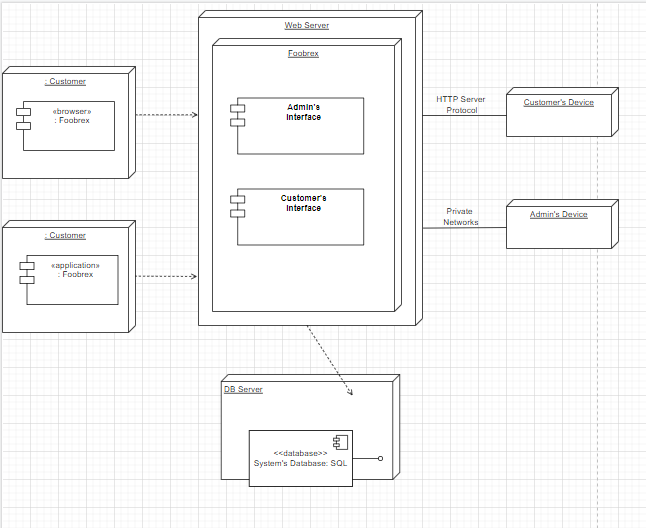 Web Server
Foobrex
: Customer
«browser»
: Foobrex
Admin's
Interface
HTTP Server
Protocol
Customer's Device
Customer's
Interface
Private
Networks
Admin's Device
: Customer
«application»
: Foobrex
DB Server
<<database>>
System's Database: SQL